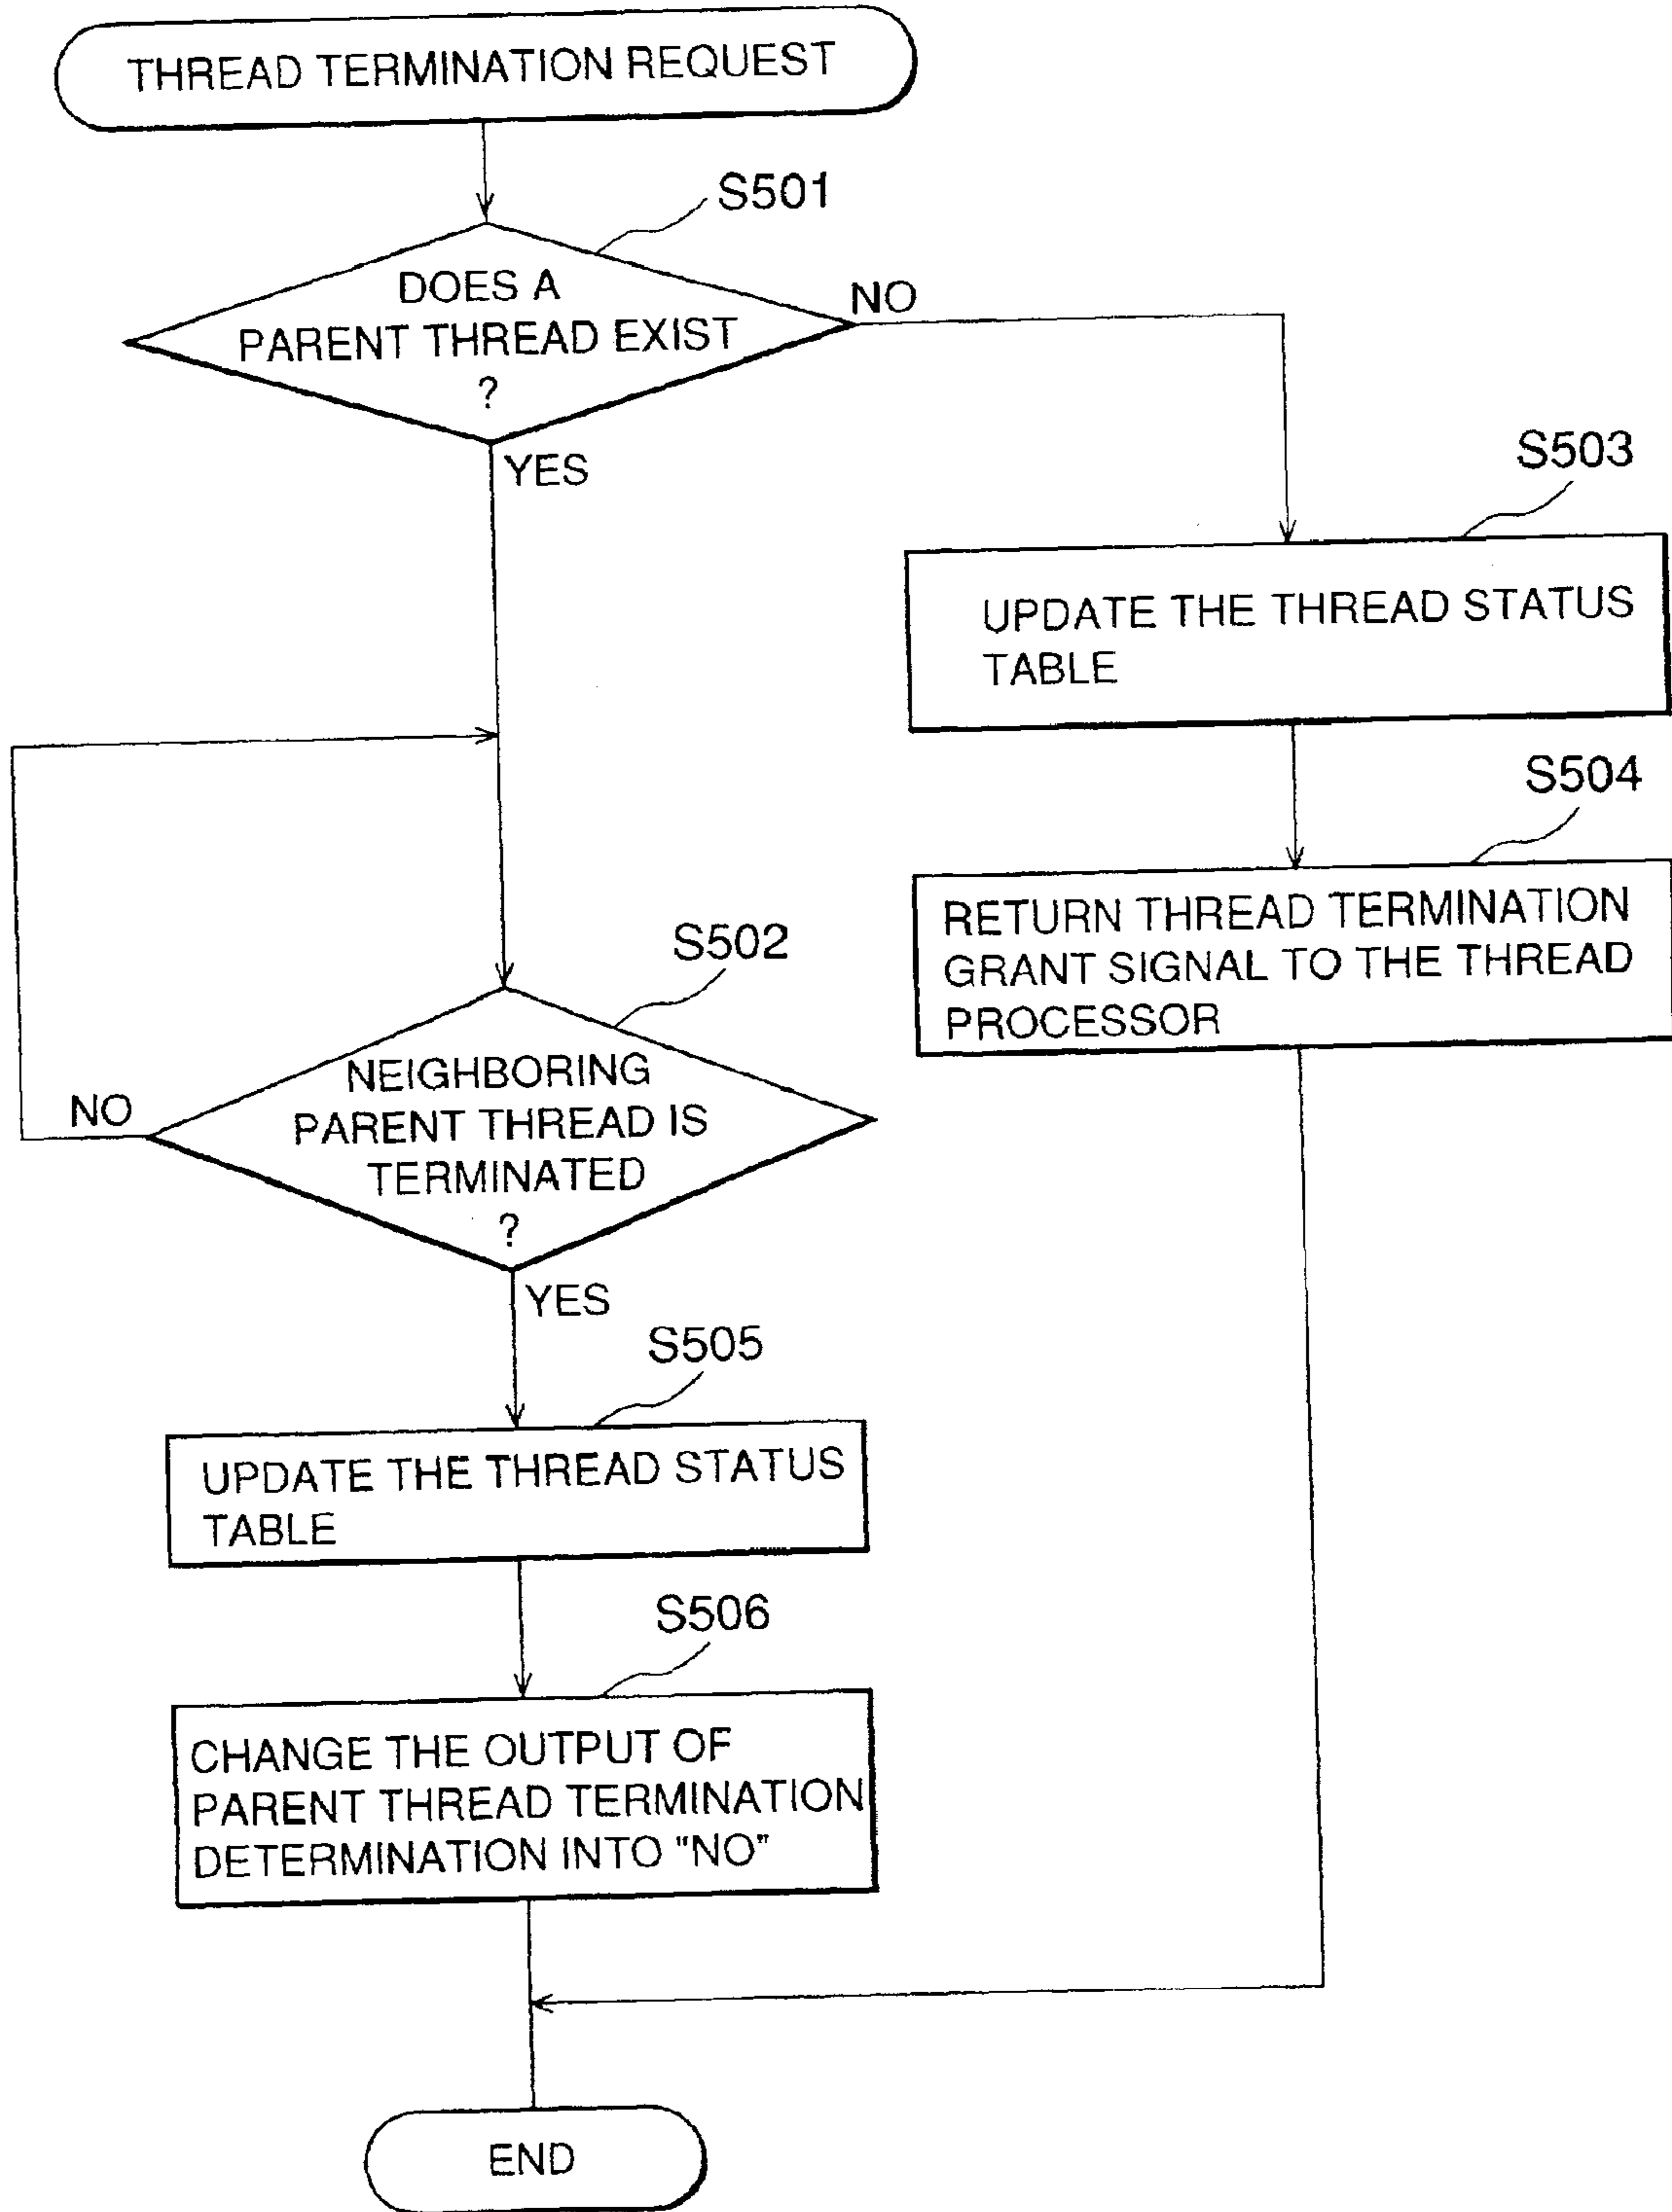 THREAD TERMINATION REQUEST
S501
DOES A
PARENT THREAD EXIST
?
NO
YES
S503
UPDATE THE THREAD STATUS
TABLE
S504
RETURN THREAD TERMINATION
GRANT SIGNAL TO THE THREAD
PROCESSOR
S502
NEIGHBORING
PARENT THREAD IS
TERMINATED
?
NO
YES
S505
UPDATE THE THREAD STATUS
TABLE
S506
CHANGE THE OUTPUT OF
PARENT THREAD TERMINATION
DETERMINATION INTO "NO"
END